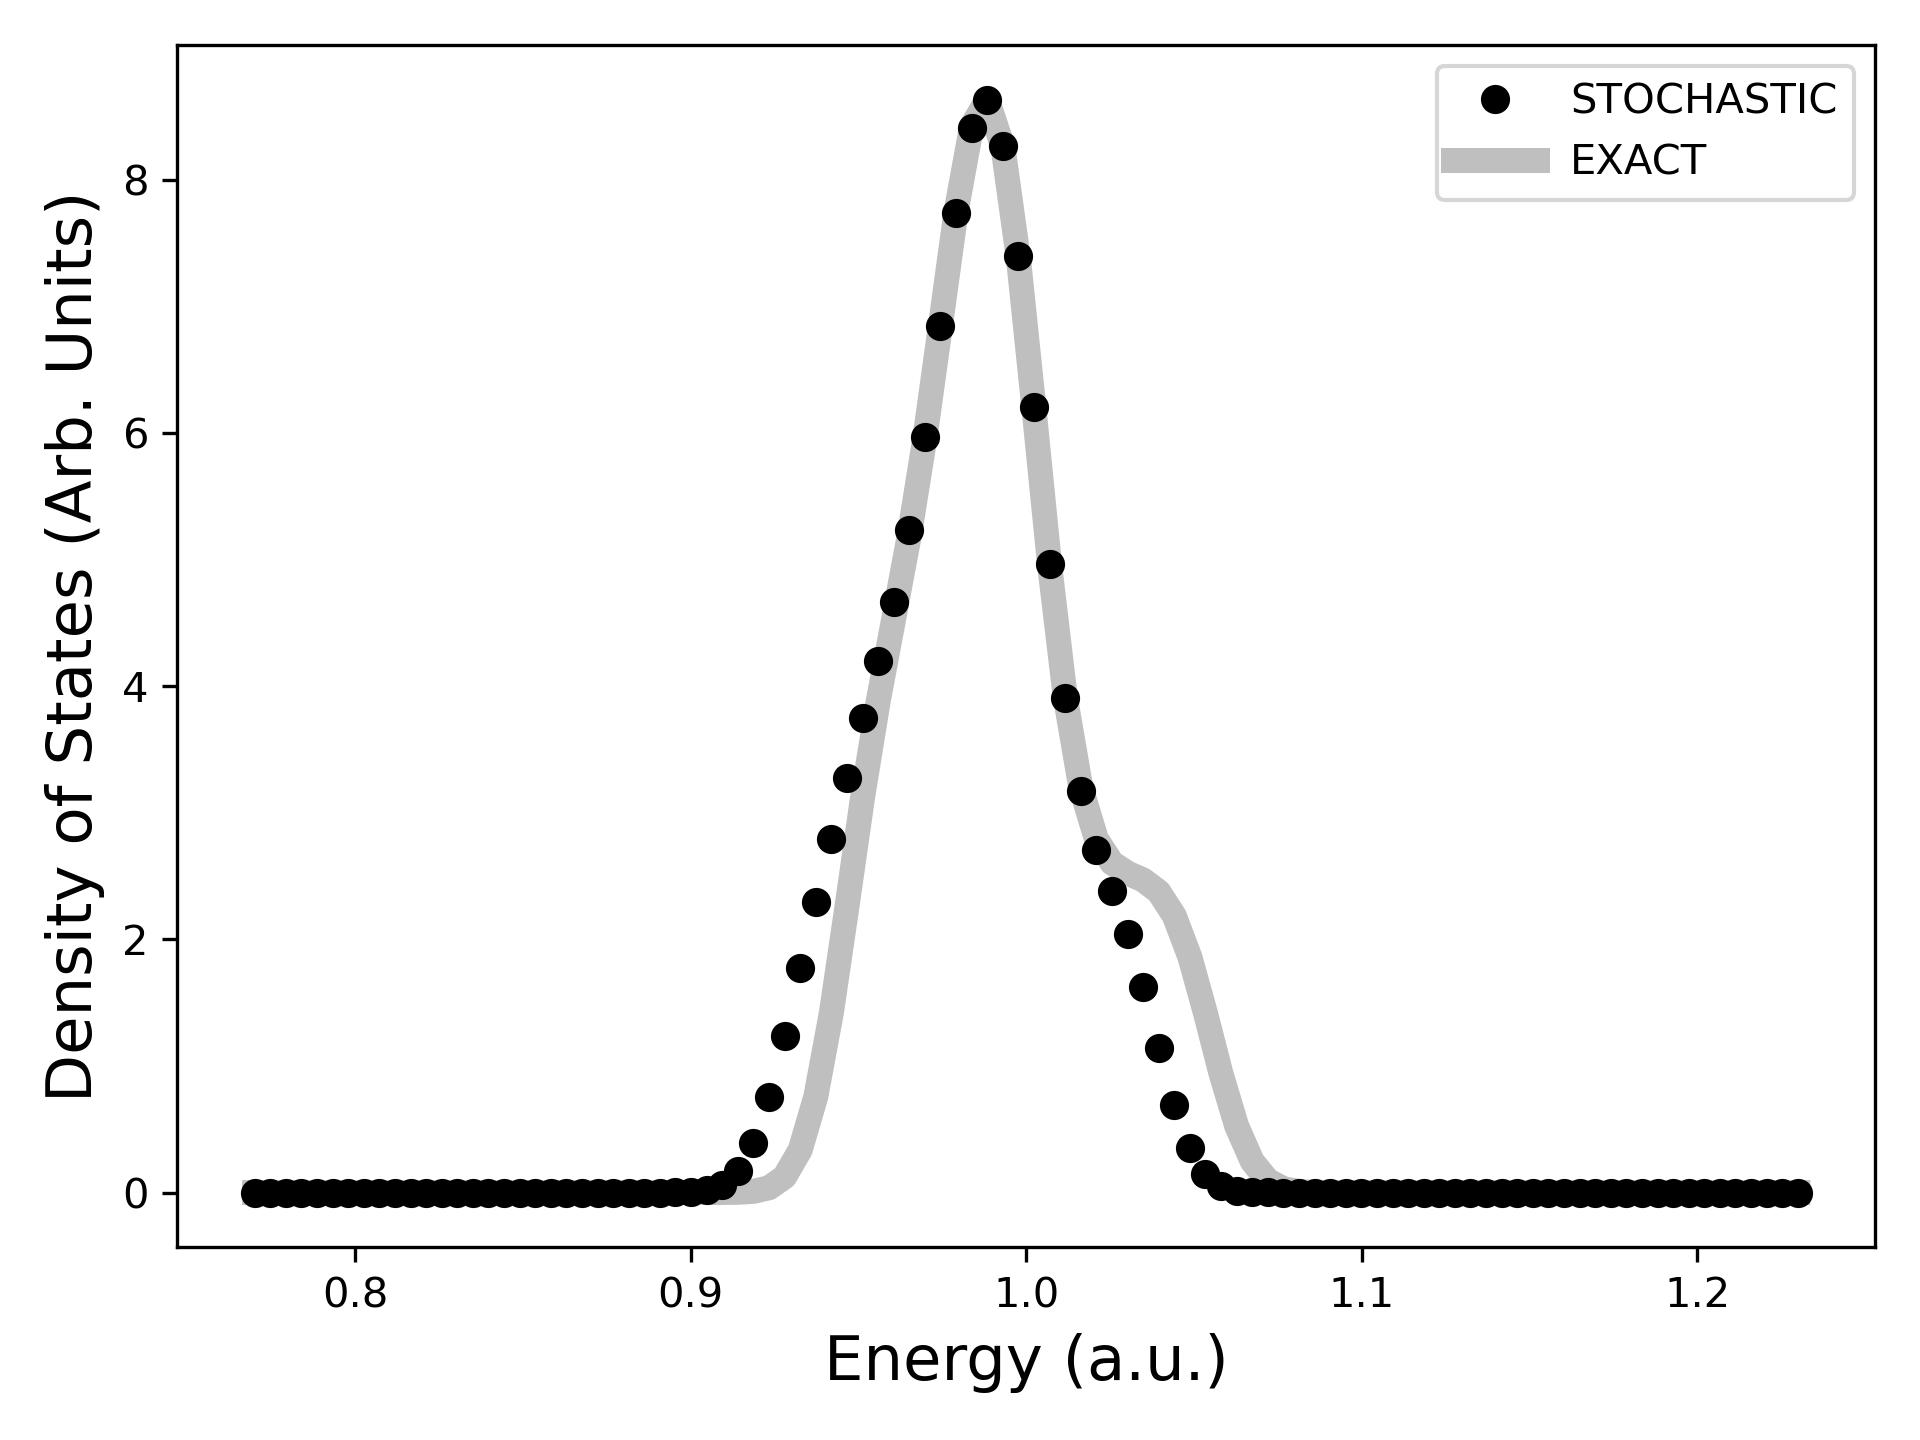 STOCHASTIC
EXACT
Density of States (Arb. Units)
8
6
4
2
0
0.8 0.9 1.0 1.1 1.2
Energy (a.u.)